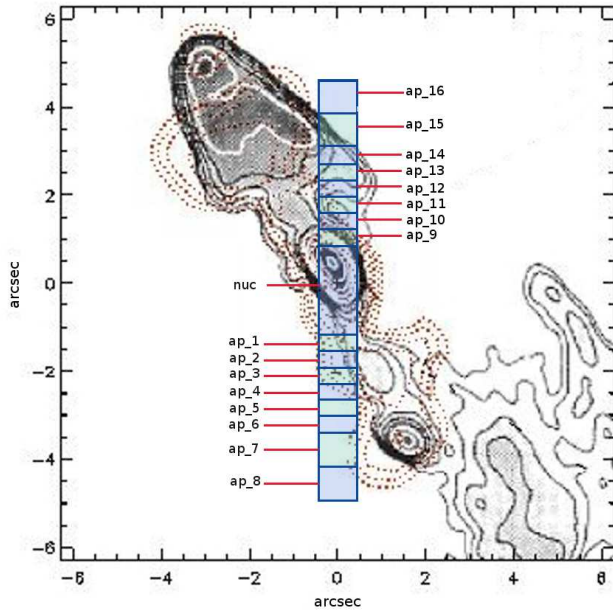 6
4
2
0
−2
−4
−6
arcsec
ap_16
ap_15
ap_14
ap_13
ap_12
ap_11
ap_10
ap_9
nuc
ap_1
ap_2
ap_3
ap_4
ap_5
ap_6
ap_7
ap_8
−6 −4 −2 0 2 4 6
arcsec